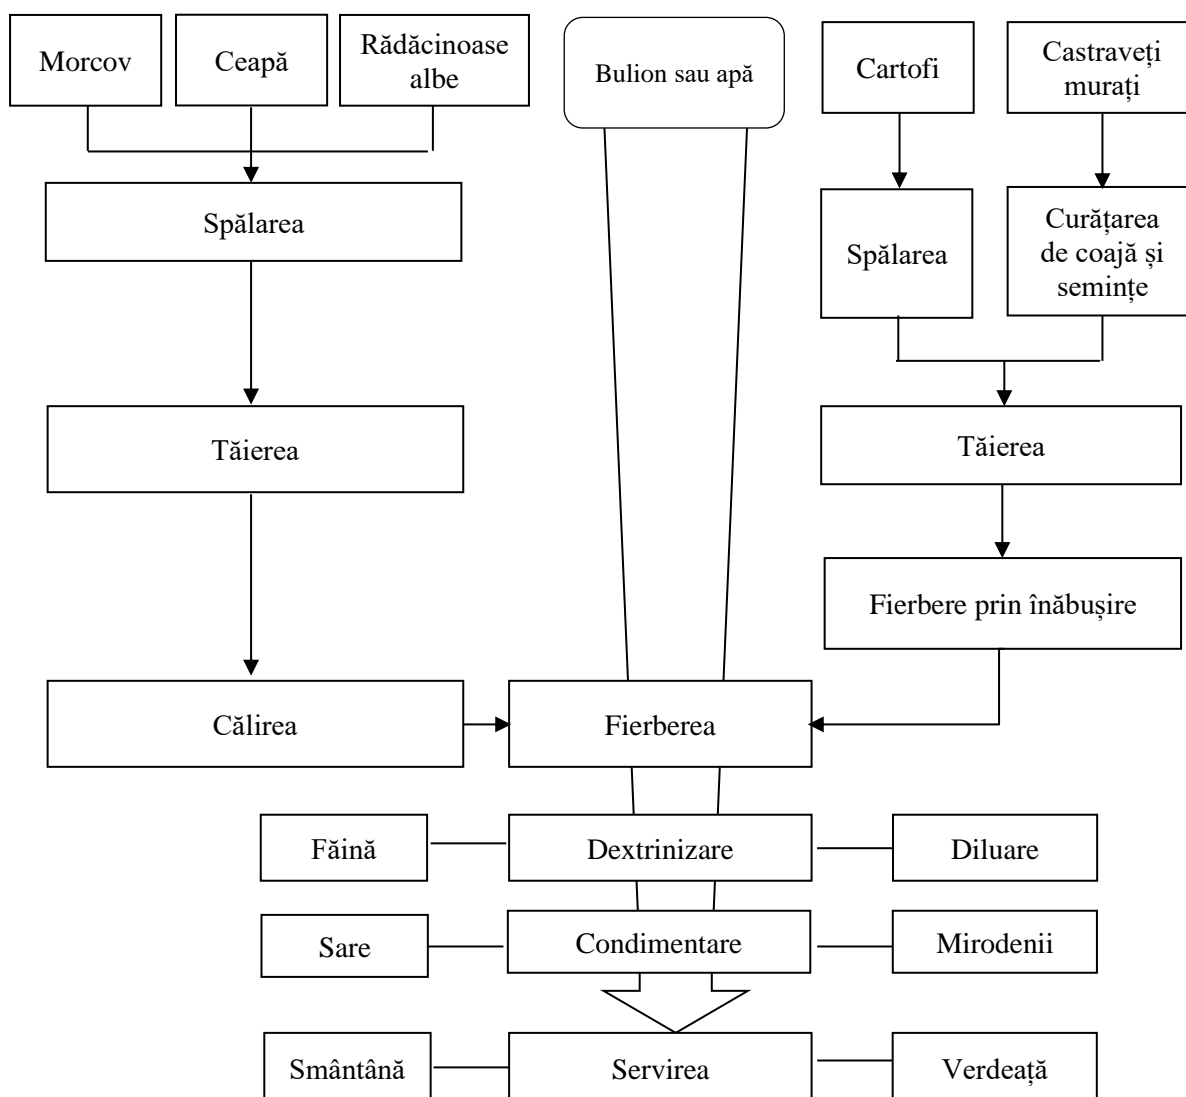 Morcov
Ceapă
Rădăcinoase
albe
Bulion sau apă
Cartofi
Castraveți
murați
Spălarea
Spălarea
Curățarea
de coajă și
semințe
Tăierea
Tăierea
Fierbere prin înăbușire
Călirea
Fierberea
Făină
Dextrinizare
Diluare
Sare
Condimentare
Mirodenii
Smântână
Servirea
Verdeață